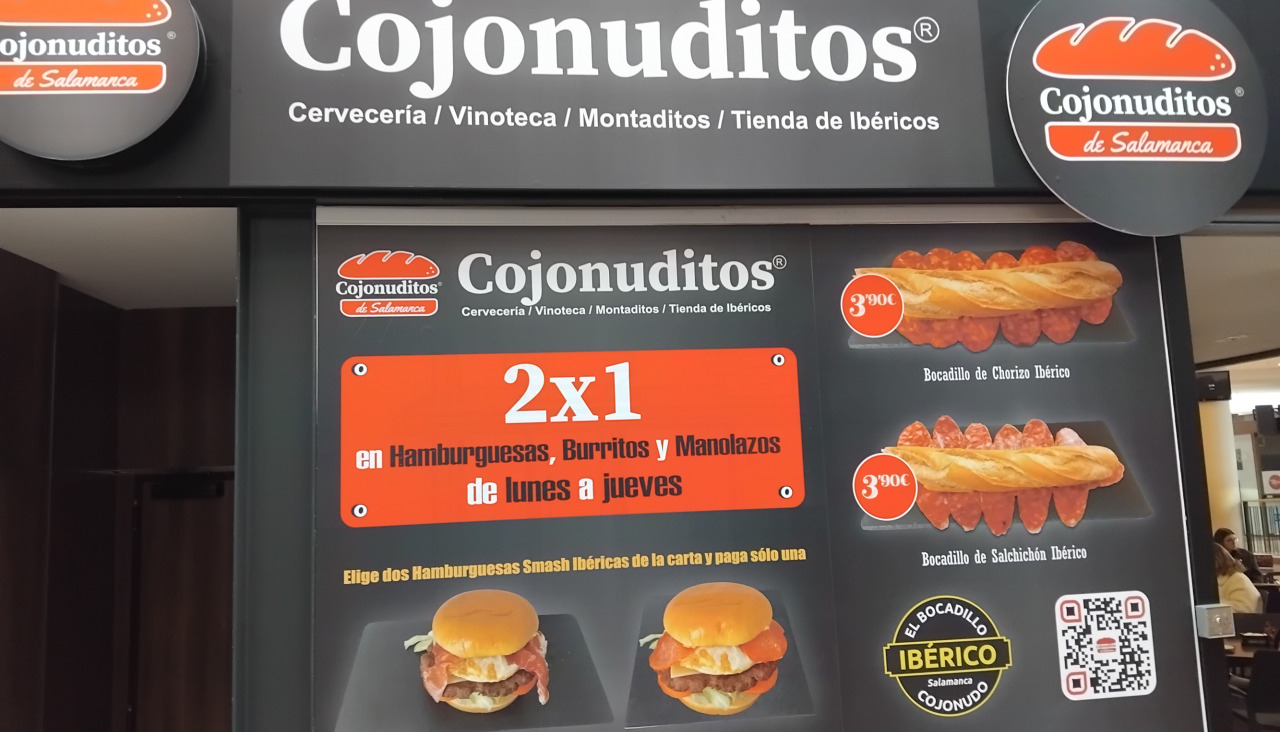 ojonuditos®
de Salamanca
Cojonuditos®
Cervecería / Vinoteca / Montaditos / Tienda de Ibéricos
Cojonuditos®
de Salamanca
Cojonuditos®
de Salamanca
Cojonuditos®
Cervecería / Vinoteca / Montaditos / Tienda de Ibéricos
2x1
en Hamburguesas, Burritos y Manolazos
de lunes a jueves
Elige dos Hamburguesas Smash Ibéricas de la carta y paga sólo una
3'90€
Bocadillo de Chorizo Ibérico
3'90€
Bocadillo de Salchichón Ibérico
EL BOCADILLO
IBÉRICO
Salamanca
COJONUDO